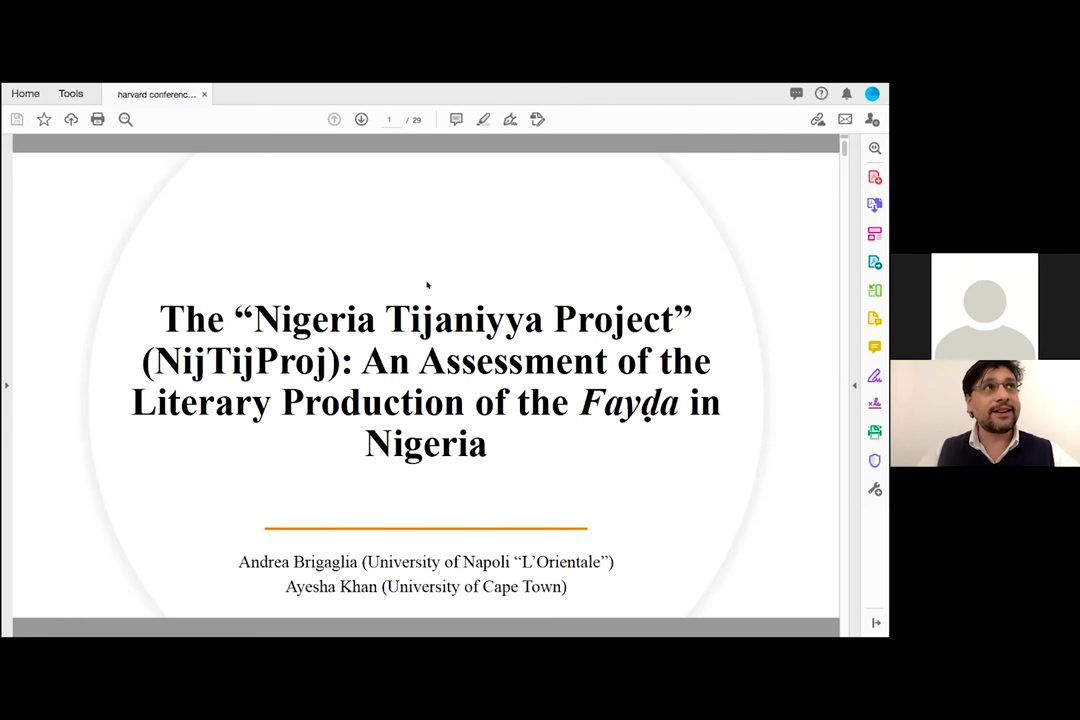 Home Tools harvard conferenc... ×
1 / 29
The “Nigeria Tijaniyya Project”
(NijTijProj): An Assessment of the
Literary Production of the Fayḍa in
Nigeria
Andrea Brigaglia (University of Napoli “L’Orientale”)
Ayesha Khan (University of Cape Town)